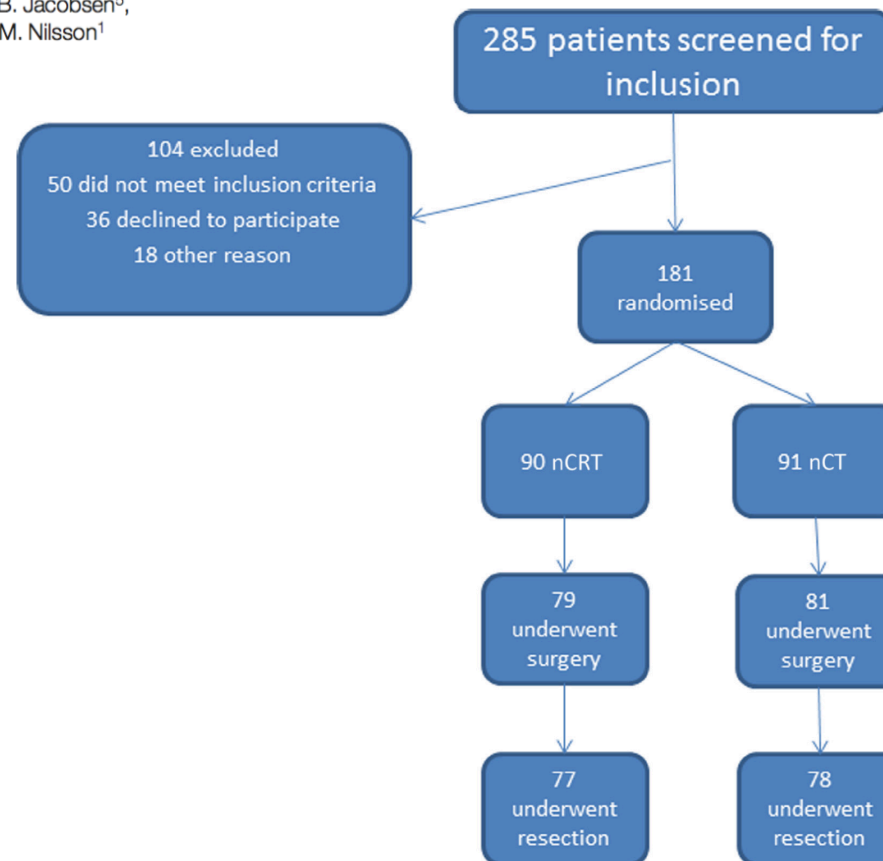 B. Jacobsen⁵,
M. Nilsson¹
285 patients screened for
inclusion
104 excluded
50 did not meet inclusion criteria
36 declined to participate
18 other reason
181
randomised
90 nCRT
91 nCT
79
underwent
surgery
81
underwent
surgery
77
underwent
resection
78
underwent
resection